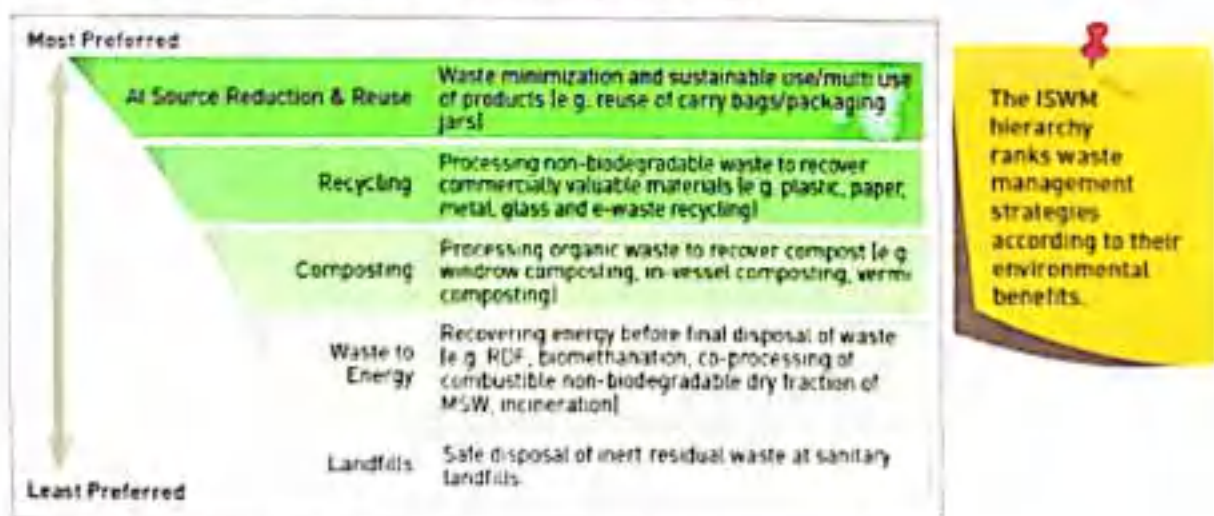 Most Preferred
At Source Reduction & Reuse
Waste minimization and sustainable use/multi use
of products [e.g. reuse of carry bags/packaging
jars]
Recycling
Processing non-biodegradable waste to recover
commercially valuable materials [e.g. plastic, paper,
metal, glass and e-waste recycling]
Composting
Processing organic waste to recover compost [e.g.
windrow composting, in-vessel composting, vermi
composting]
Waste to
Energy
Recovering energy before final disposal of waste
[e.g. RDF, biomethanation, co-processing of
combustible non-biodegradable dry fraction of
MSW, incineration]
Landfills
Safe disposal of inert residual waste at sanitary
landfills.
Least Preferred
The ISWM
hierarchy
ranks waste
management
strategies
according to their
environmental
benefits.